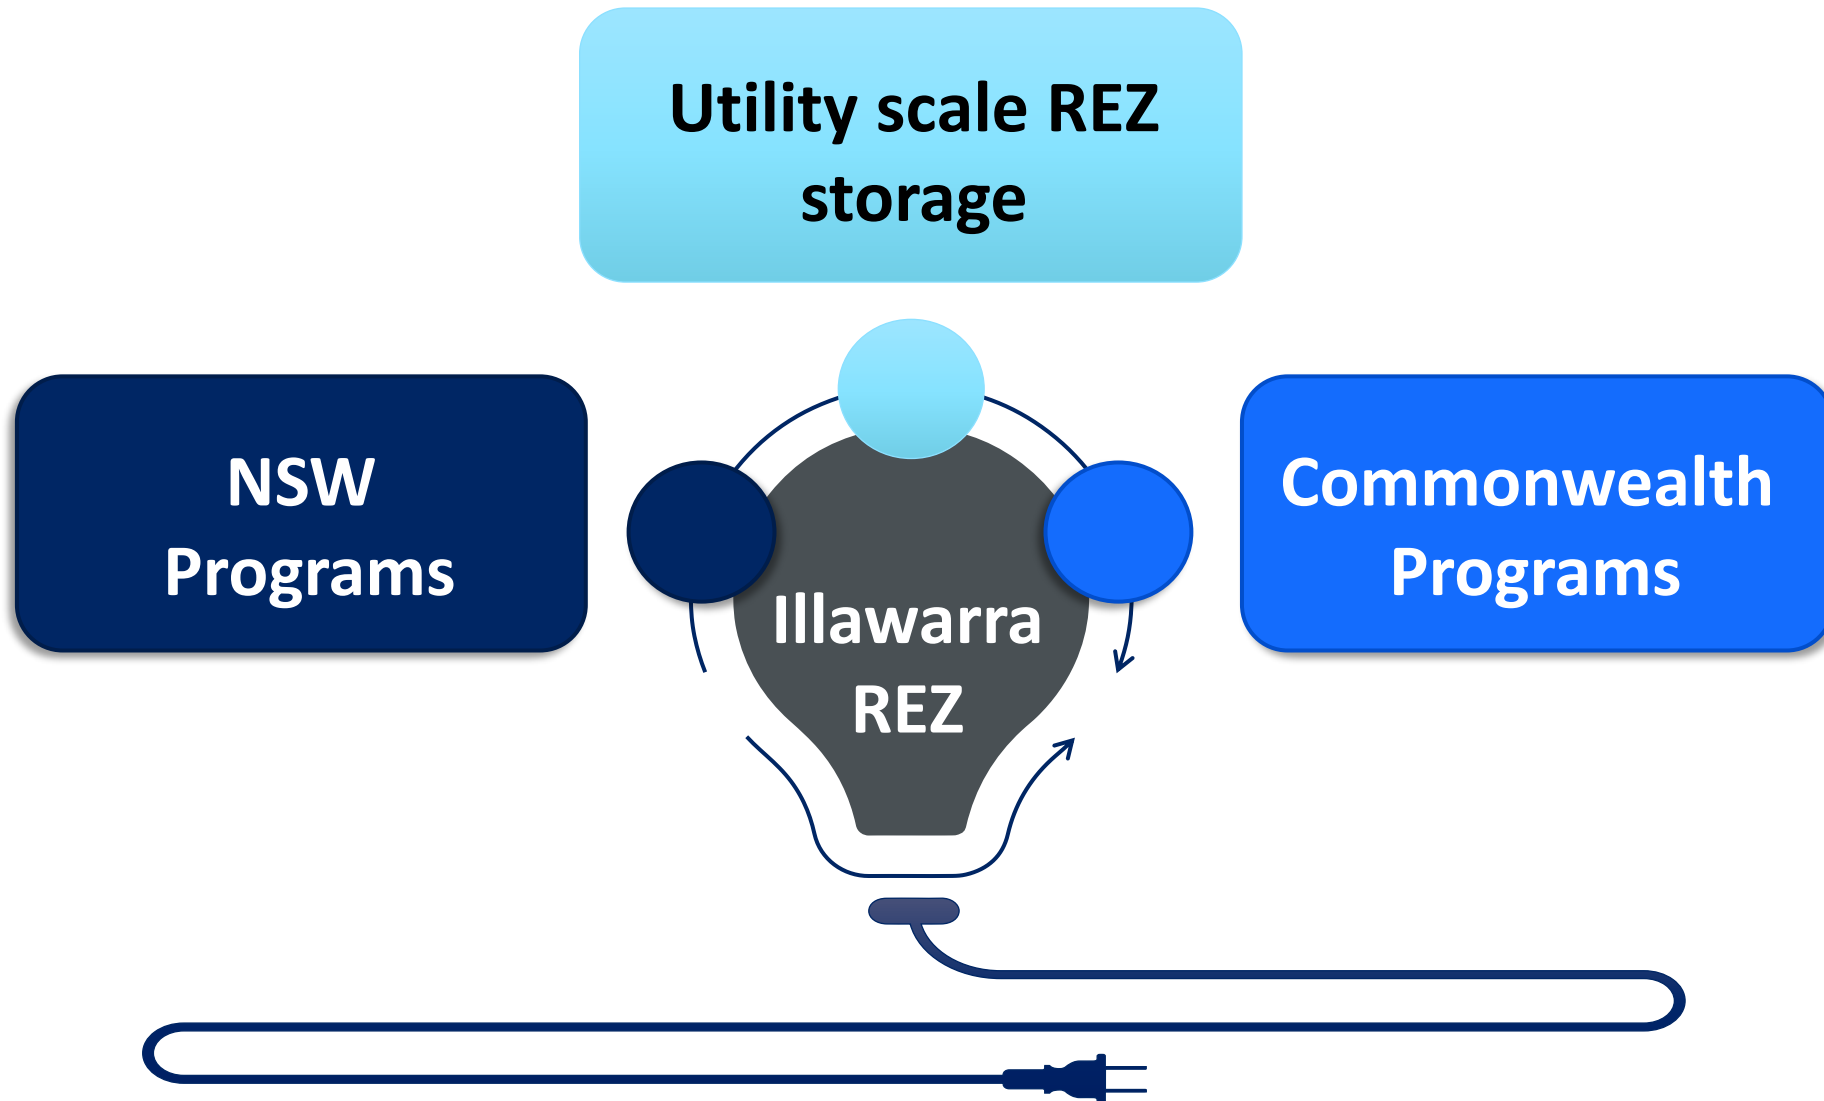 Utility scale REZ
storage
NSW
Programs
Commonwealth
Programs
Illawarra
REZ